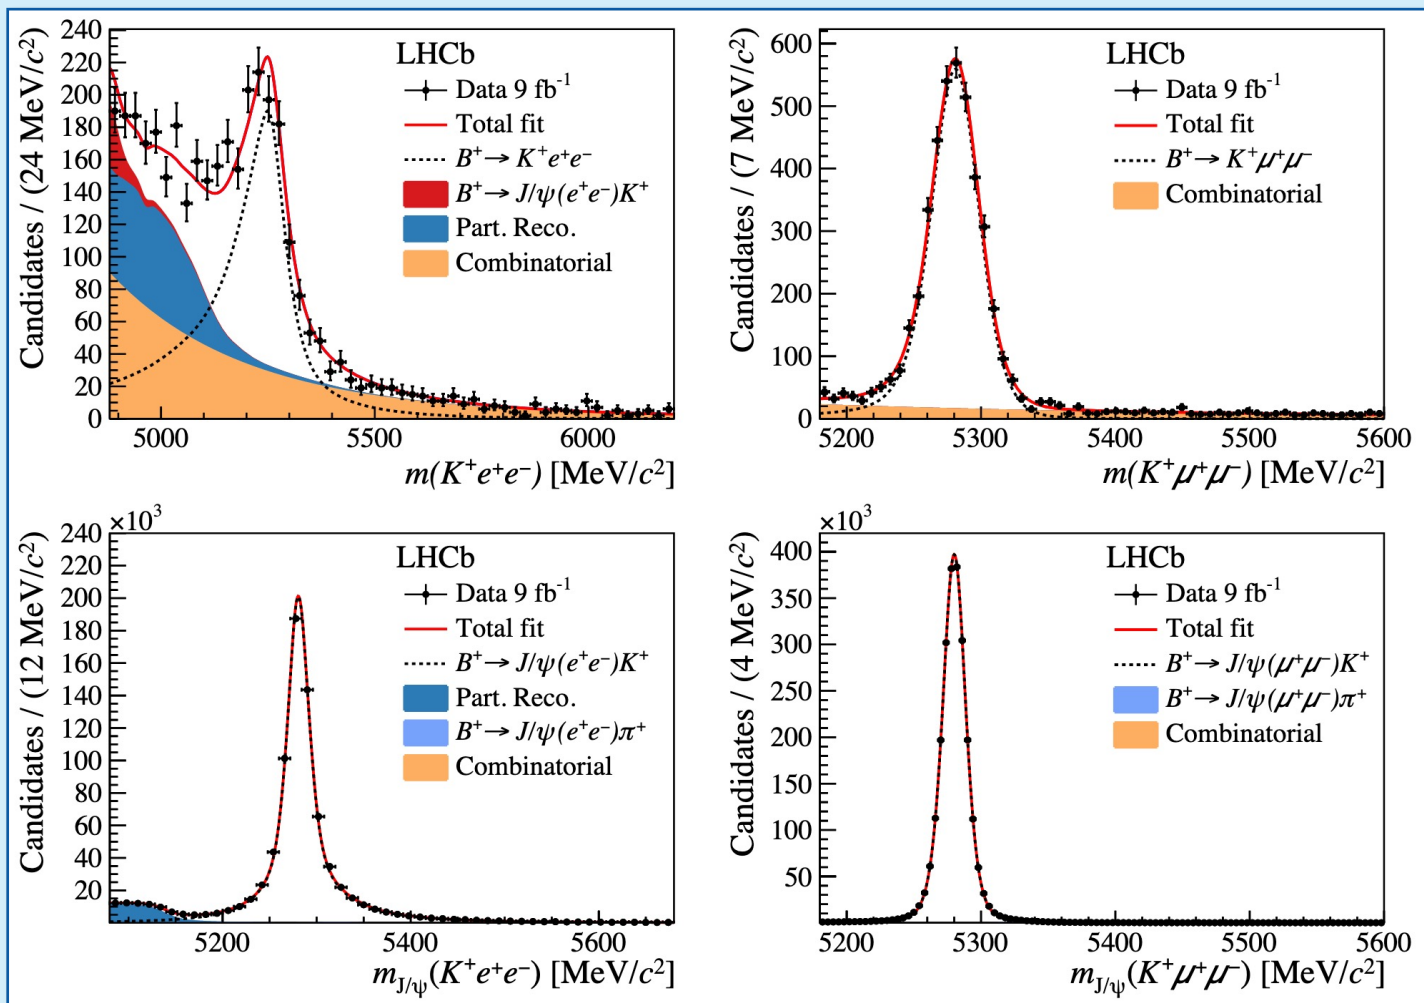 Candidates / (24 MeV/c²)
240
220
200
180
160
140
120
100
80
60
40
20
0
LHCb
Data 9 fb⁻¹
Total fit
B⁺→K⁺e⁺e⁻
B⁺→J/ψ(e⁺e⁻)K⁺
Part. Reco.
Combinatorial
5000 5500 6000
m(K⁺e⁺e⁻) [MeV/c²]
Candidates / (7 MeV/c²)
600
500
400
300
200
100
0
LHCb
Data 9 fb⁻¹
Total fit
B⁺→K⁺μ⁺μ⁻
Combinatorial
5200 5300 5400 5500 5600
m(K⁺μ⁺μ⁻) [MeV/c²]
Candidates / (12 MeV/c²)
×10³
240
220
200
180
160
140
120
100
80
60
40
20
LHCb
Data 9 fb⁻¹
Total fit
B⁺→J/ψ(e⁺e⁻)K⁺
Part. Reco.
B⁺→J/ψ(e⁺e⁻)π⁺
Combinatorial
5200 5400 5600
m_J/ψ(K⁺e⁺e⁻) [MeV/c²]
Candidates / (4 MeV/c²)
×10³
400
350
300
250
200
150
100
50
LHCb
Data 9 fb⁻¹
Total fit
B⁺→J/ψ(μ⁺μ⁻)K⁺
B⁺→J/ψ(μ⁺μ⁻)π⁺
Combinatorial
5200 5300 5400 5500 5600
m_J/ψ(K⁺μ⁺μ⁻) [MeV/c²]